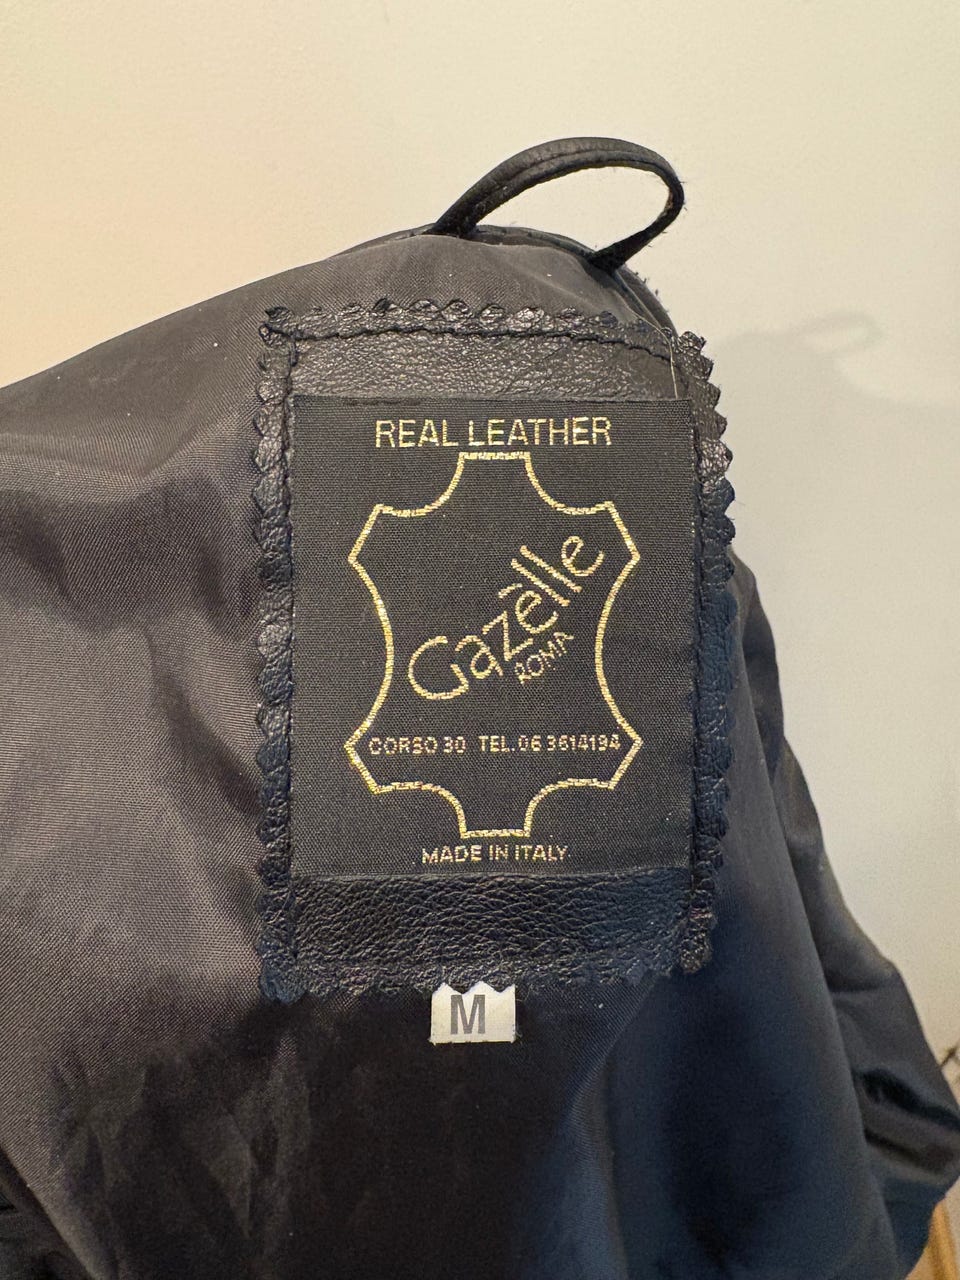 REAL LEATHER
Gazèlle
ROMA
CORSO 30 TEL. 06 3614194
MADE IN ITALY
M